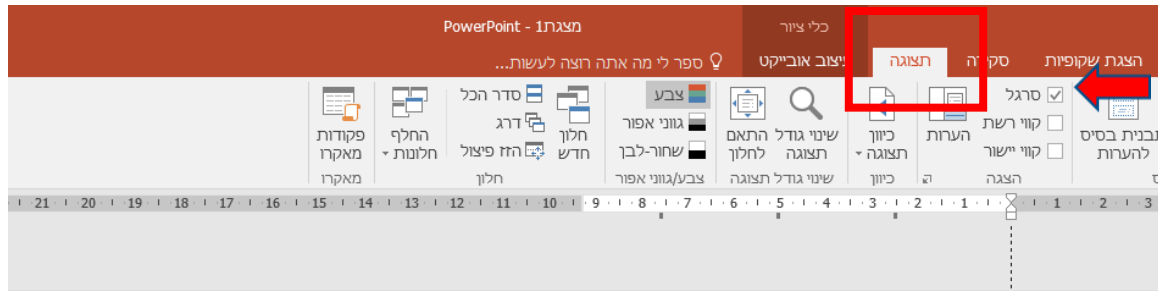 כלי ציור
מצגת1 - PowerPoint
הצגת שקופיות
סקירה
תצוגה
עיצוב אובייקט
ספר לי מה אתה רוצה לעשות...
להערות
סרגל
קווי רשת
קווי יישור
הצגה
הערות
כיוון
תצוגה
כיוון
שינוי גודל
תצוגה
התאם
לחלון
שינוי גודל תצוגה
צבע
גווני אפור
שחור-לבן
צבע/גווני אפור
חלון
חדש
סדר הכל
דרג
הזז פיצול
החלף
חלונות
חלון
פקודות
מאקרו
מאקרו
21 20 19 18 17 16 15 14 13 12 11 10 9 8 7 6 5 4 3 2 1 1 2 3